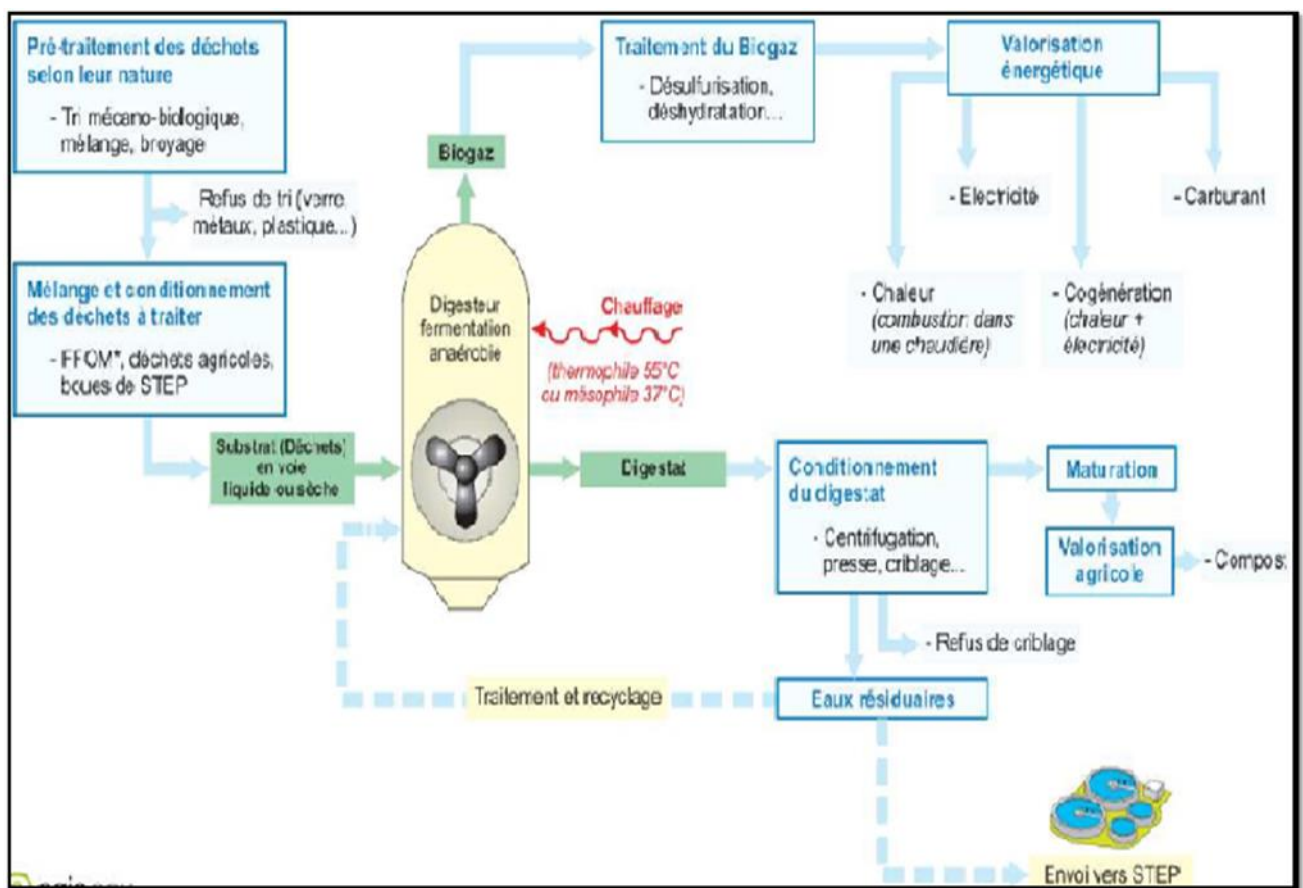 Pré-traitement des déchets
selon leur nature
- Tri mécano-biologique,
mélange, broyage
Refus de tri (verre,
métaux, plastique...)
Mélange et conditionnement
des déchets à traiter
- FFOM*, déchets agricoles,
boues de STEP
Substrat (Déchets)
en voie
liquide ou sèche
Biogaz
Digesteur
fermentation
anaérobie
Chauffage
(thermophile 55°C
ou mésophile 37°C)
Traitement du Biogaz
- Désulfurisation,
déshydratation...
Valorisation
énergétique
- Electricité
- Carburant
- Chaleur
(combustion dans
une chaudière)
- Cogénération
(chaleur +
électricité)
Digestat
Conditionnement
du digestat
- Centrifugation,
presse, criblage...
Maturation
Valorisation
agricole
- Compost
- Refus de criblage
Traitement et recyclage
Eaux résiduaires
Envoi vers STEP